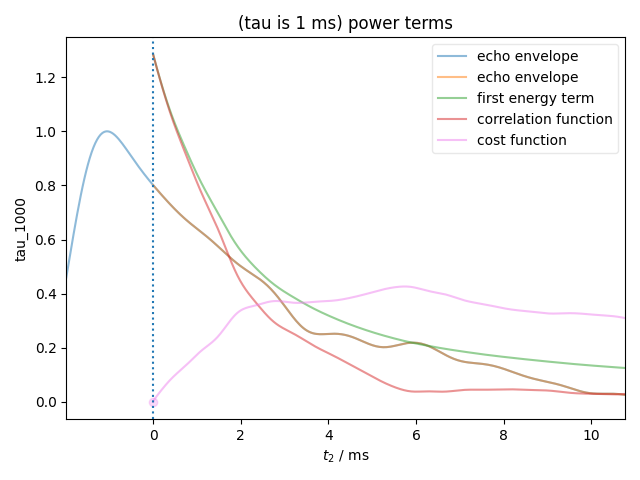 (tau is 1 ms) power terms
echo envelope
echo envelope
first energy term
correlation function
cost function
tau_1000
1.2
1.0
0.8
0.6
0.4
0.2
0.0
0 2 4 6 8 10
t₂ / ms